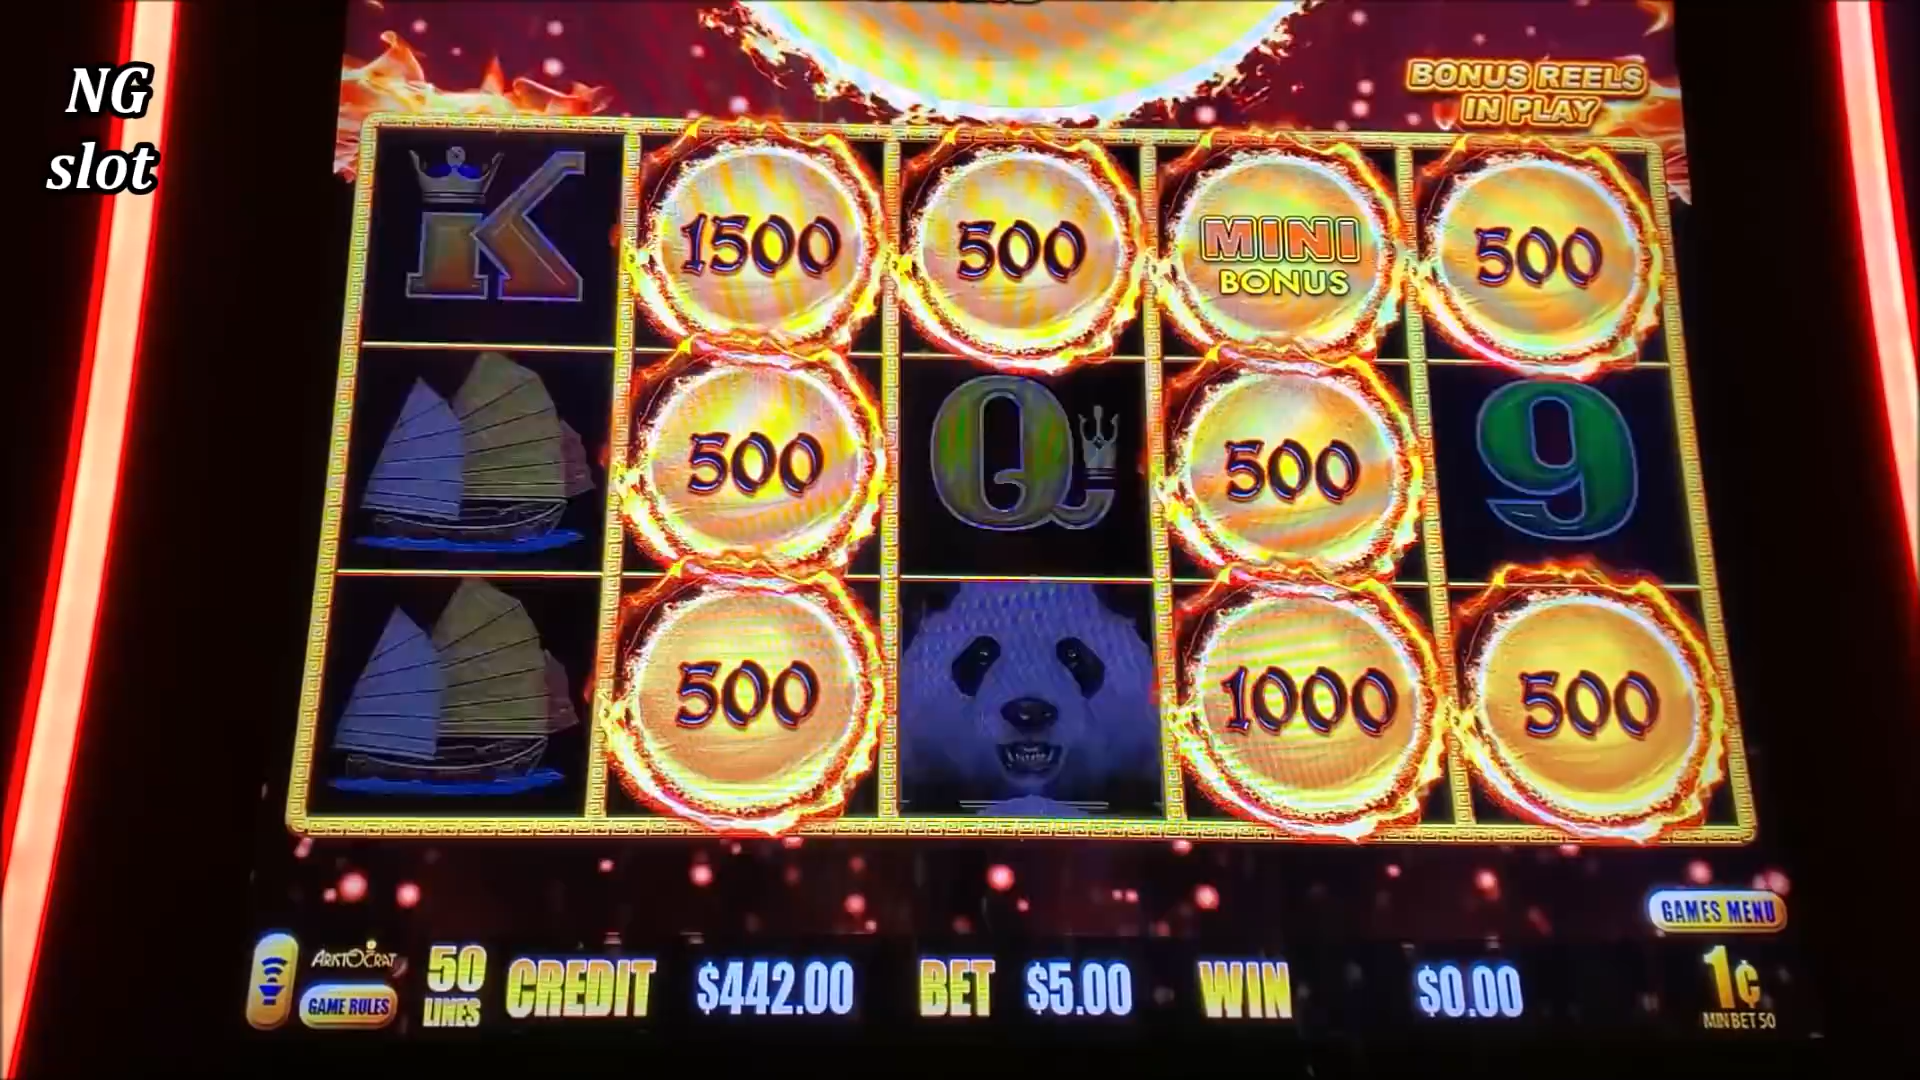 NG
slot
BONUS REELS
IN PLAY
K
1500
500
MINI
BONUS
500
500
Q
500
9
500
1000
500
GAMES MENU
ARISTOCRAT
GAME RULES
50
LINES
CREDIT $442.00
BET $5.00
WIN $0.00
1¢
MIN BET 50